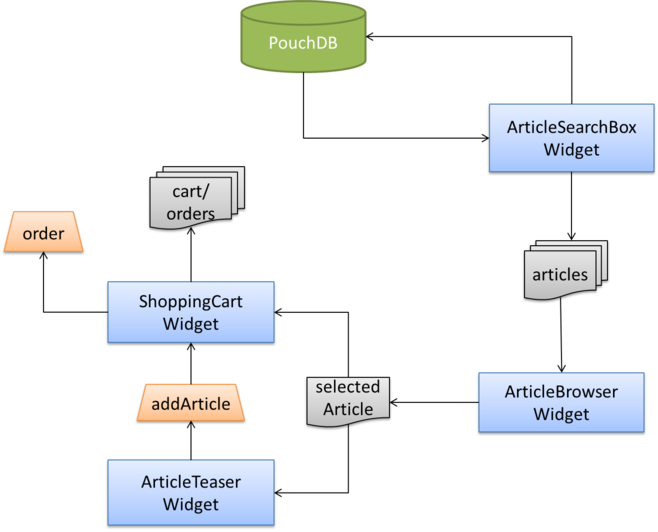 PouchDB
ArticleSearchBox
Widget
cart/
orders
order
articles
ShoppingCart
Widget
selected
Article
ArticleBrowser
Widget
addArticle
ArticleTeaser
Widget